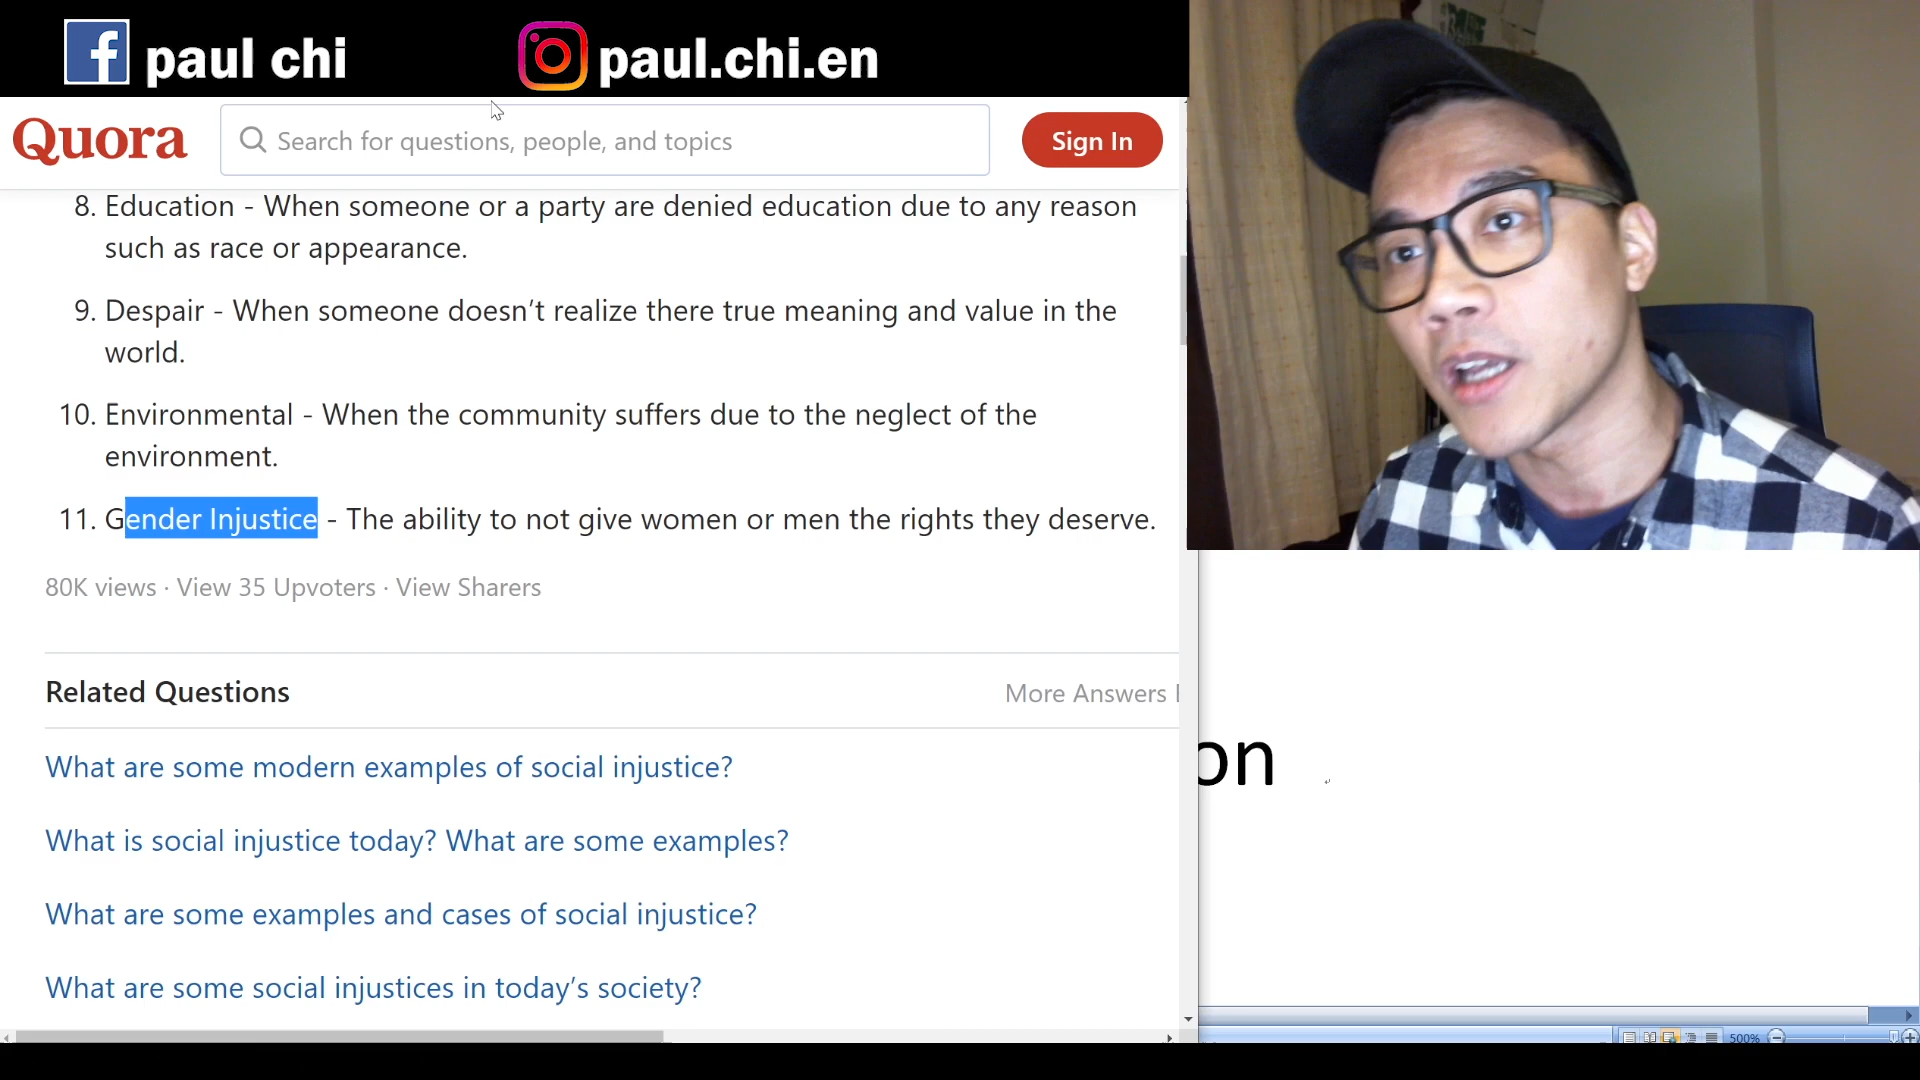 paul chi
paul.chi.en
Quora
Search for questions, people, and topics
Sign In
8. Education - When someone or a party are denied education due to any reason
such as race or appearance.
9. Despair - When someone doesn’t realize there true meaning and value in the
world.
10. Environmental - When the community suffers due to the neglect of the
environment.
11. Gender Injustice - The ability to not give women or men the rights they deserve.
80K views · View 35 Upvoters · View Sharers
Related Questions
More Answers
What are some modern examples of social injustice?
on
What is social injustice today? What are some examples?
What are some examples and cases of social injustice?
What are some social injustices in today’s society?
500%